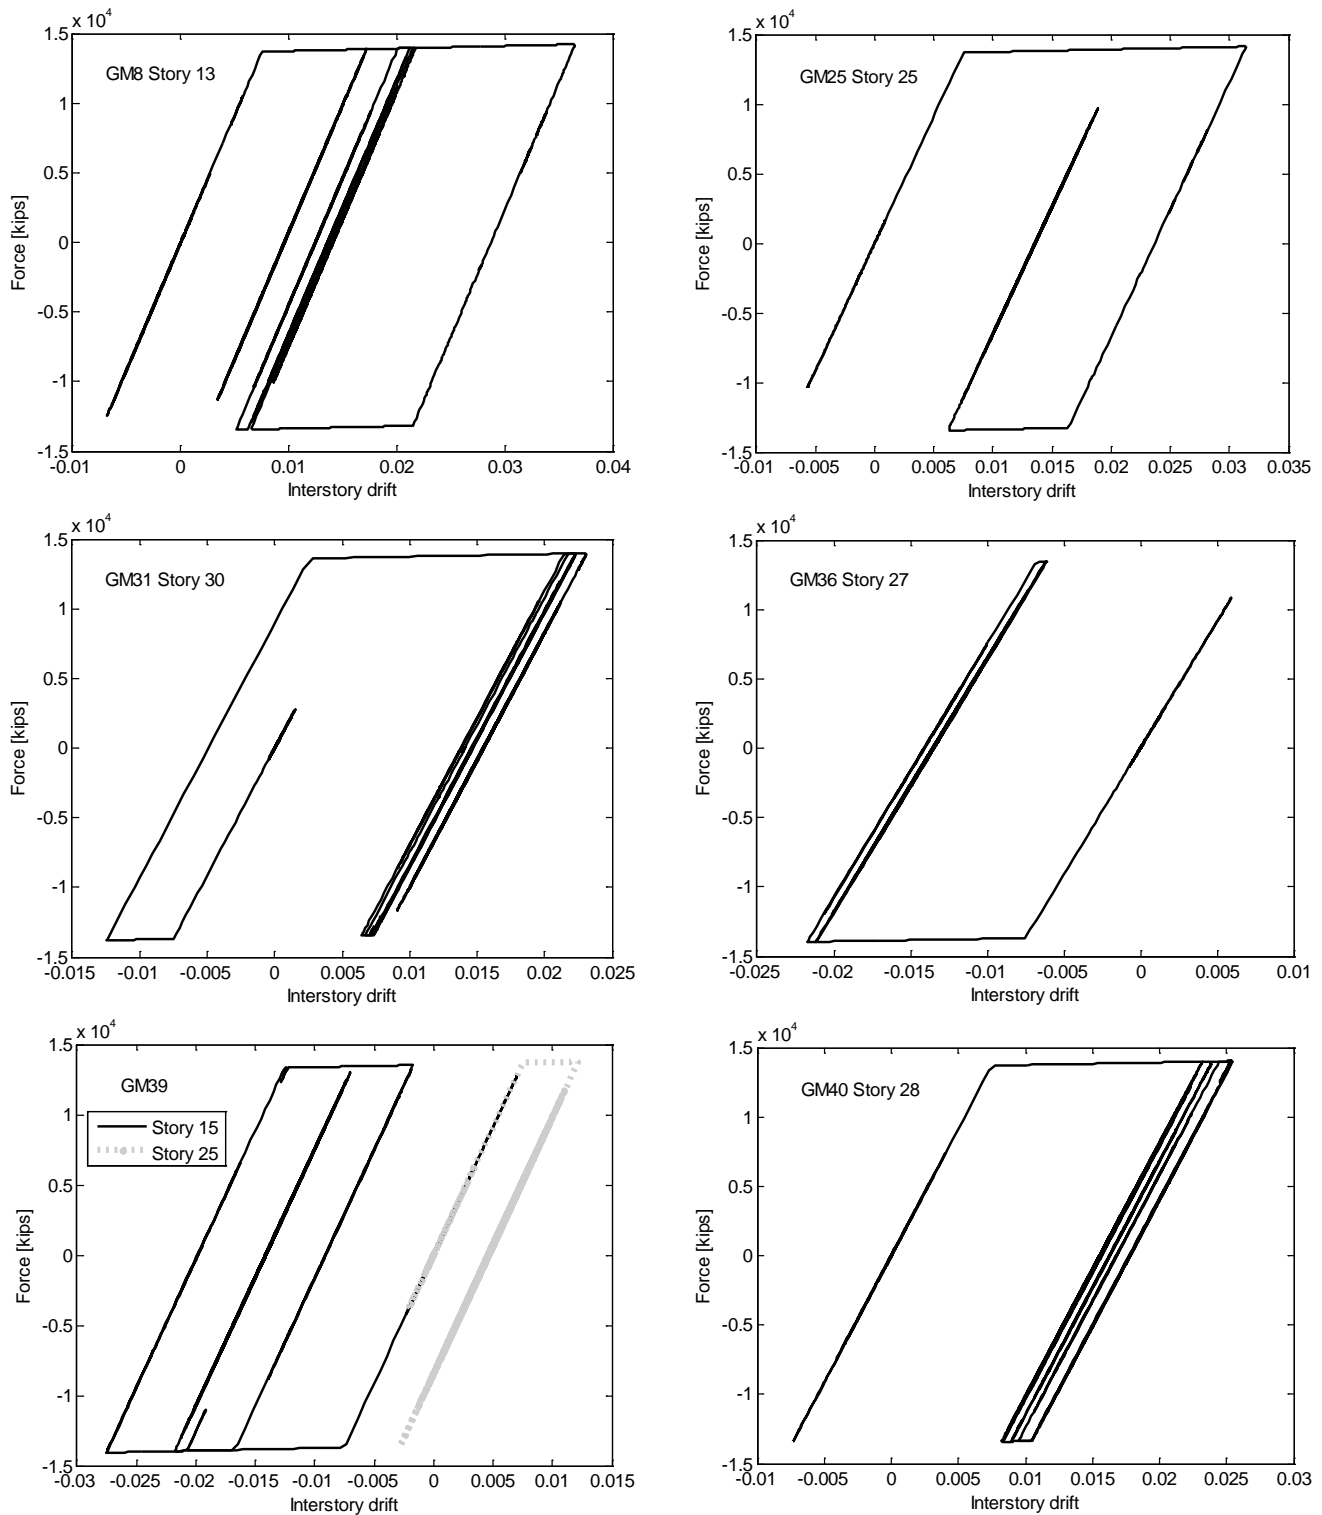 x 10^4
1.5
1
0.5
0
-0.5
-1
-1.5
Force [kips]
GM8 Story 13
-0.01 0 0.01 0.02 0.03 0.04
Interstory drift
x 10^4
1.5
1
0.5
0
-0.5
-1
-1.5
Force [kips]
GM25 Story 25
-0.01 -0.005 0 0.005 0.01 0.015 0.02 0.025 0.03 0.035
Interstory drift
x 10^4
1.5
1
0.5
0
-0.5
-1
-1.5
Force [kips]
GM31 Story 30
-0.015 -0.01 -0.005 0 0.005 0.01 0.015 0.02 0.025
Interstory drift
x 10^4
1.5
1
0.5
0
-0.5
-1
-1.5
Force [kips]
GM36 Story 27
-0.025 -0.02 -0.015 -0.01 -0.005 0 0.005 0.01
Interstory drift
x 10^4
1.5
1
0.5
0
-0.5
-1
-1.5
Force [kips]
GM39
Story 15
Story 25
-0.03 -0.025 -0.02 -0.015 -0.01 -0.005 0 0.005 0.01 0.015
Interstory drift
x 10^4
1.5
1
0.5
0
-0.5
-1
-1.5
Force [kips]
GM40 Story 28
-0.01 -0.005 0 0.005 0.01 0.015 0.02 0.025 0.03
Interstory drift